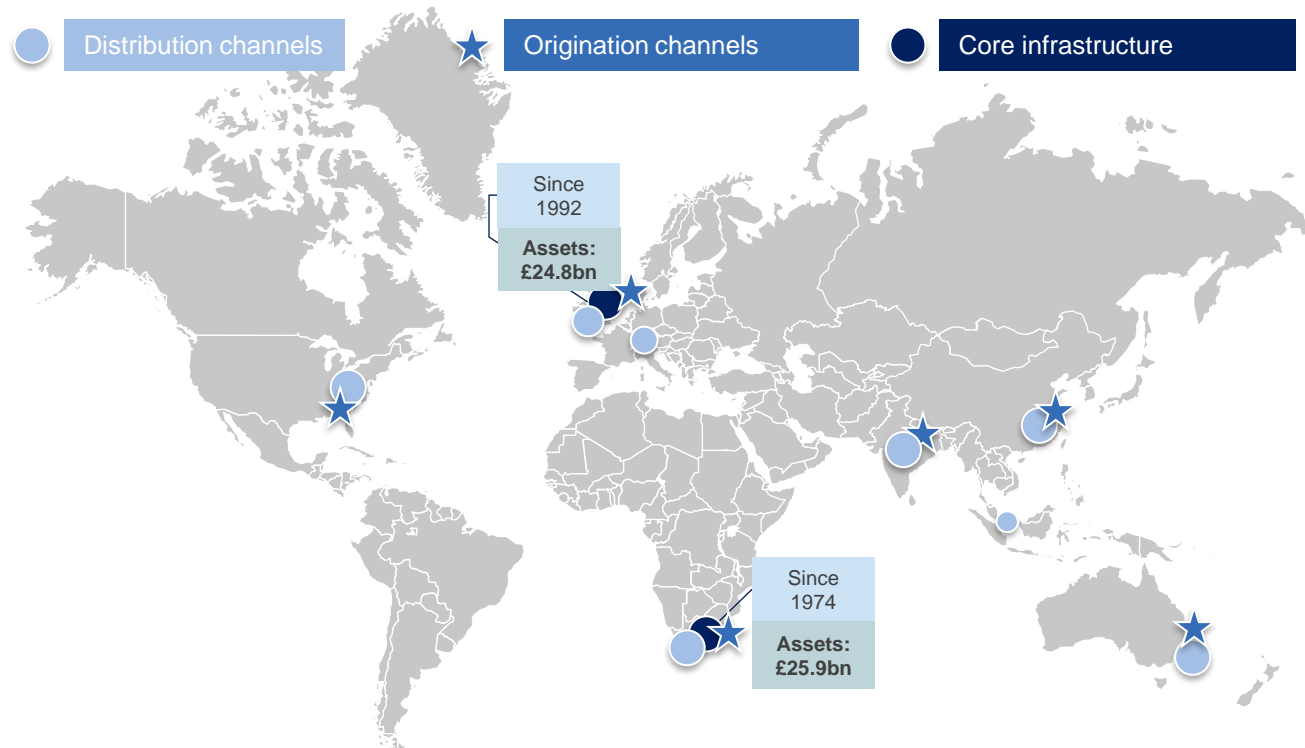 Distribution channels
Origination channels
Core infrastructure
Since
1992
Assets:
£24.8bn
Since
1974
Assets:
£25.9bn